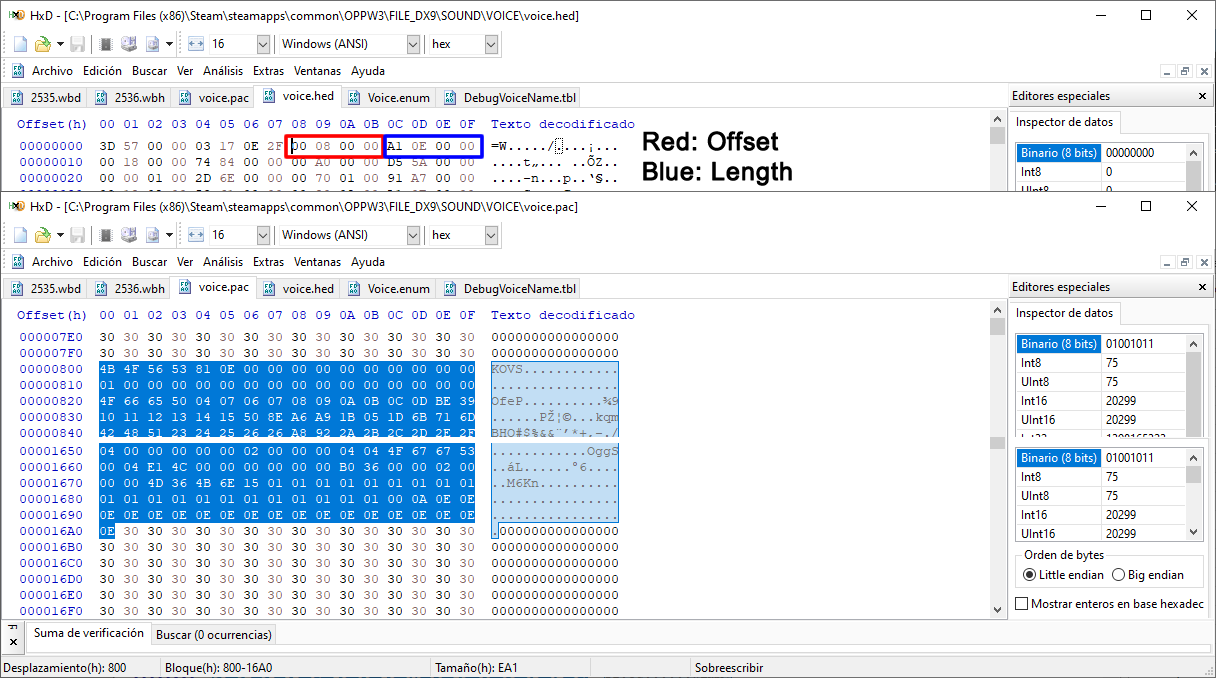 HxD - [C:\Program Files (x86)\Steam\steamapps\common\OPPW3\FILE_DX9\SOUND\VOICE\voice.hed]
16 Windows (ANSI) hex
Archivo Edición Buscar Ver Análisis Extras Ventanas Ayuda
2535.wbd 2536.wbh voice.pac voice.hed Voice.enum DebugVoiceName.tbl Editores especiales
Offset(h) 00 01 02 03 04 05 06 07 08 09 0A 0B 0C 0D 0E 0F Texto decodificado Inspector de datos
00000000 3D 57 00 00 03 17 0E 2F 00 08 00 00 A1 0E 00 00 =W...../....¡... Red: Offset Binario (8 bits) 00000000
00000010 00 18 00 00 74 84 00 00 00 A0 00 00 D5 5A 00 00 ....t„... ..ÕZ.. Blue: Length Int8 0
00000020 00 00 01 00 2D 6E 00 00 00 70 01 00 91 A7 00 00 ....-n...p..‘§.. UInt8 0
HxD - [C:\Program Files (x86)\Steam\steamapps\common\OPPW3\FILE_DX9\SOUND\VOICE\voice.pac]
16 Windows (ANSI) hex
Archivo Edición Buscar Ver Análisis Extras Ventanas Ayuda
2535.wbd 2536.wbh voice.pac voice.hed Voice.enum DebugVoiceName.tbl Editores especiales
Offset(h) 00 01 02 03 04 05 06 07 08 09 0A 0B 0C 0D 0E 0F Texto decodificado Inspector de datos
000007E0 30 30 30 30 30 30 30 30 30 30 30 30 30 30 30 30 0000000000000000 Binario (8 bits) 01001011
000007F0 30 30 30 30 30 30 30 30 30 30 30 30 30 30 30 30 0000000000000000 Int8 75
00000800 4B 4F 56 53 81 0E 00 00 00 00 00 00 00 00 00 00 KOVS............
00000810 01 00 00 00 00 00 00 00 00 00 00 00 00 00 00 00 ................ UInt8 75
00000820 4F 66 65 50 04 07 06 07 08 09 0A 0B 0C 0D BE 39 OfeP..........¾9 Int16 20299
00000830 10 11 12 13 14 15 50 8E A6 A9 1B 05 1D 6B 71 6D ......PŽ¦©...kqm UInt16 20299
00000840 42 48 51 23 24 25 26 26 A8 92 2A 2B 2C 2D 2E 2F
00001650 04 00 00 00 00 00 02 00 00 00 04 04 4F 67 67 53 ............OggS Binario (8 bits) 01001011
00001660 00 04 E1 4C 00 00 00 00 00 00 B0 36 00 00 02 00 ..áL......°6.... Int8 75
00001670 00 00 4D 36 4B 6E 15 01 01 01 01 01 01 01 01 01 ..M6Kn.......... UInt8 75
00001680 01 01 01 01 01 01 01 01 01 01 01 01 00 0A 0E 0E ................ Int16 20299
00001690 0E 0E 0E 0E 0E 0E 0E 0E 0E 0E 0E 0E 0E 0E 0E 0E ................ UInt16 20299
000016A0 0E 30 30 30 30 30 30 30 30 30 30 30 30 30 30 30 .000000000000000
000016B0 30 30 30 30 30 30 30 30 30 30 30 30 30 30 30 30 0000000000000000 Orden de bytes
000016C0 30 30 30 30 30 30 30 30 30 30 30 30 30 30 30 30 0000000000000000
000016D0 30 30 30 30 30 30 30 30 30 30 30 30 30 30 30 30 0000000000000000 Little endian Big endian
000016E0 30 30 30 30 30 30 30 30 30 30 30 30 30 30 30 30 0000000000000000
000016F0 30 30 30 30 30 30 30 30 30 30 30 30 30 30 30 30 0000000000000000 Mostrar enteros en base hexadec
Suma de verificación Buscar (0 ocurrencias)
Desplazamiento(h): 800 Bloque(h): 800-16A0 Tamaño(h): EA1 Sobreescribir